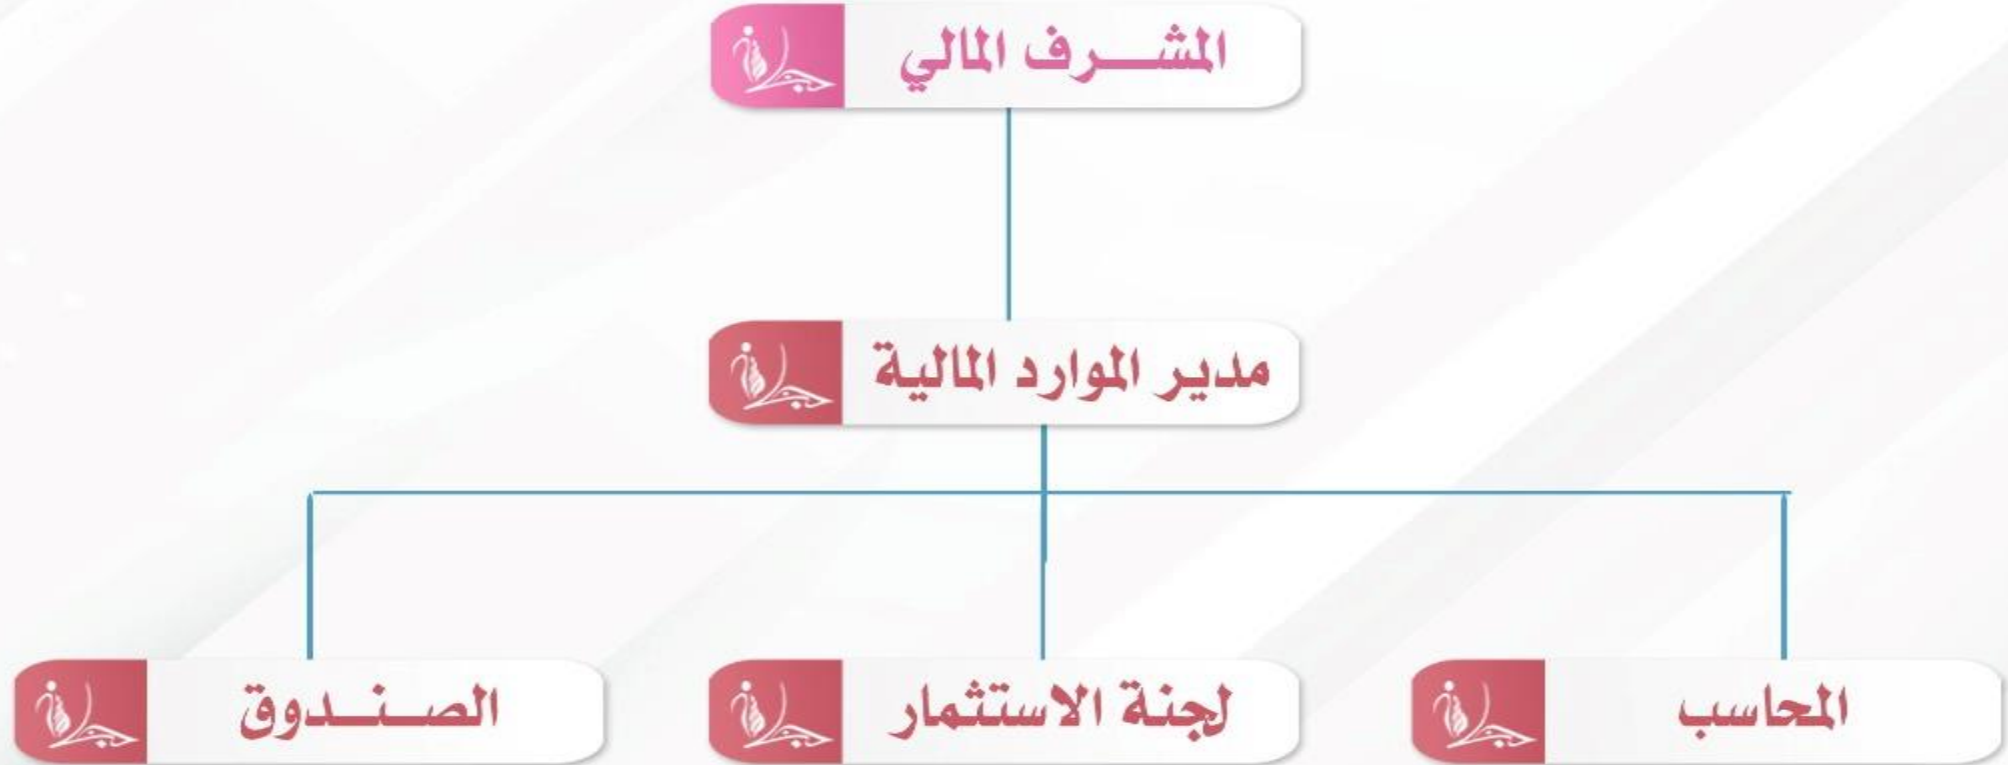 المشـــرف المالي
مدير الموارد المالية
المحاسب
لجنة الاستثمار
الصــنــدوق